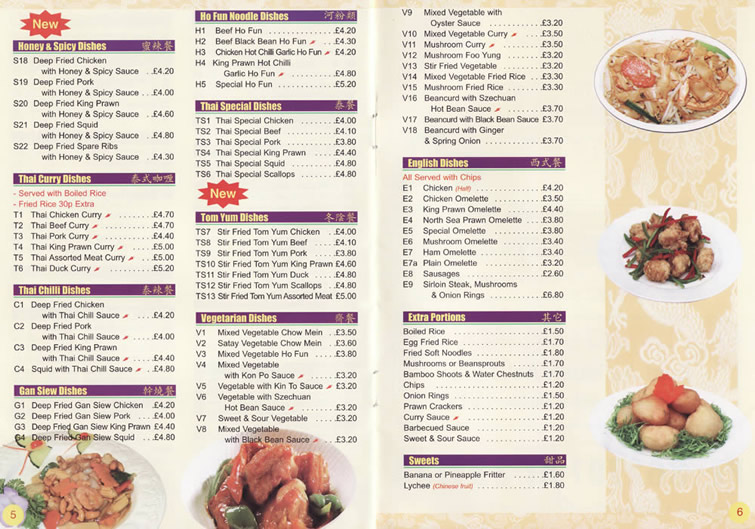 New
Honey & Spicy Dishes 蜜辣餐
S18 Deep Fried Chicken
with Honey & Spicy Sauce ..£4.20
S19 Deep Fried Pork
with Honey & Spicy Sauce ....£4.00
S20 Deep Fried King Prawn
with Honey & Spicy Sauce ...£4.60
S21 Deep Fried Squid
with Honey & Spicy Sauce ...£4.80
S22 Deep Fried Spare Ribs
with Honey & Spicy Sauce ...£4.30
Thai Curry Dishes 泰式咖喱
- Served with Boiled Rice
- Fried Rice 30p Extra
T1 Thai Chicken Curry ........£4.70
T2 Thai Beef Curry ........£4.70
T3 Thai Pork Curry ........£4.40
T4 Thai King Prawn Curry ....£5.00
T5 Thai Assorted Meat Curry ...£5.00
T6 Thai Duck Curry ........£5.20
Thai Chilli Dishes 泰辣餐
C1 Deep Fried Chicken
with Thai Chill Sauce ....£4.20
C2 Deep Fried Pork
with Thai Chill Sauce ....£4.00
C3 Deep Fried King Prawn
with Thai Chill Sauce ....£4.40
C4 Squid with Thai Chill Sauce ..£4.80
Gan Siew Dishes 幹燒餐
G1 Deep Fried Gan Siew Chicken .£4.20
G2 Deep Fried Gan Siew Pork ....£4.00
G3 Deep Fried Gan Siew King Prawn £4.40
G4 Deep Fried Gan Siew Squid ...£4.80
5
Ho Fun Noodle Dishes 河粉類
H1 Beef Ho Fun ............£4.20
H2 Beef Black Bean Ho Fun ....£4.30
H3 Chicken Hot Chilli Garlic Ho Fun £4.20
H4 King Prawn Hot Chilli
Garlic Ho Fun ........£4.80
H5 Special Ho Fun ..........£5.20
Thai Special Dishes 泰餐
TS1 Thai Special Chicken .......£4.00
TS2 Thai Special Beef .........£4.10
TS3 Thai Special Pork .........£3.80
TS4 Thai Special King Prawn ....£4.40
TS5 Thai Special Squid ........£4.80
TS6 Thai Special Scallops .......£4.80
New
Tom Yum Dishes 冬陰餐
TS7 Stir Fried Tom Yum Chicken ..£4.00
TS8 Stir Fried Tom Yum Beef ....£4.10
TS9 Stir Fried Tom Yum Pork ....£3.80
TS10 Stir Fried Tom Yum King Prawn £4.60
TS11 Stir Fried Tom Yum Duck ....£4.80
TS12 Stir Fried Tom Yum Scallops ..£4.80
TS13 Stir Fried Tom Yum Assorted Meat £5.00
Vegetarian Dishes 齋餐
V1 Mixed Vegetable Chow Mein ..£3.50
V2 Satay Vegetable Chow Mein ..£3.60
V3 Mixed Vegetable Ho Fun .....£3.80
V4 Mixed Vegetable
with Kon Po Sauce ......£3.20
V5 Vegetable with Kin To Sauce ..£3.20
V6 Vegetable with Szechuan
Hot Bean Sauce ......£3.20
V7 Sweet & Sour Vegetable .....£3.20
V8 Mixed Vegetable
with Black Bean Sauce ...£3.20
V9 Mixed Vegetable with
Oyster Sauce ...........£3.20
V10 Mixed Vegetable Curry .....£3.50
V11 Mushroom Curry ........£3.50
V12 Mushroom Foo Yung ........£3.20
V13 Stir Fried Vegetable .........£3.20
V14 Mixed Vegetable Fried Rice ...£3.30
V15 Mushroom Fried Rice ........£3.30
V16 Beancurd with Szechuan
Hot Bean Sauce .......£3.70
V17 Beancurd with Black Bean Sauce £3.70
V18 Beancurd with Ginger
& Spring Onion ...........£3.70
English Dishes 西式餐
All Served with Chips
E1 Chicken (Half) ..............£4.20
E2 Chicken Omelette ..........£3.50
E3 King Prawn Omelette .......£4.40
E4 North Sea Prawn Omelette ...£3.80
E5 Special Omelette ..........£3.80
E6 Mushroom Omelette ........£3.40
E7 Ham Omelette ............£3.40
E7a Plain Omelette ............£3.20
E8 Sausages ................£2.60
E9 Sirloin Steak, Mushrooms
& Onion Rings ..........£6.80
Extra Portions 其它
Boiled Rice ....................£1.50
Egg Fried Rice .................£1.70
Fried Soft Noodles ..............£1.80
Mushrooms or Beansprouts .......£1.70
Bamboo Shoots & Water Chestnuts .£1.70
Chips ........................£1.20
Onion Rings ...................£1.50
Prawn Crackers ................£1.20
Curry Sauce .................£1.20
Barbecued Sauce ...............£1.20
Sweet & Sour Sauce ............£1.20
Sweets 甜品
Banana or Pineapple Fritter .......£1.60
Lychee (Chinese fruit) ..............£1.80
6